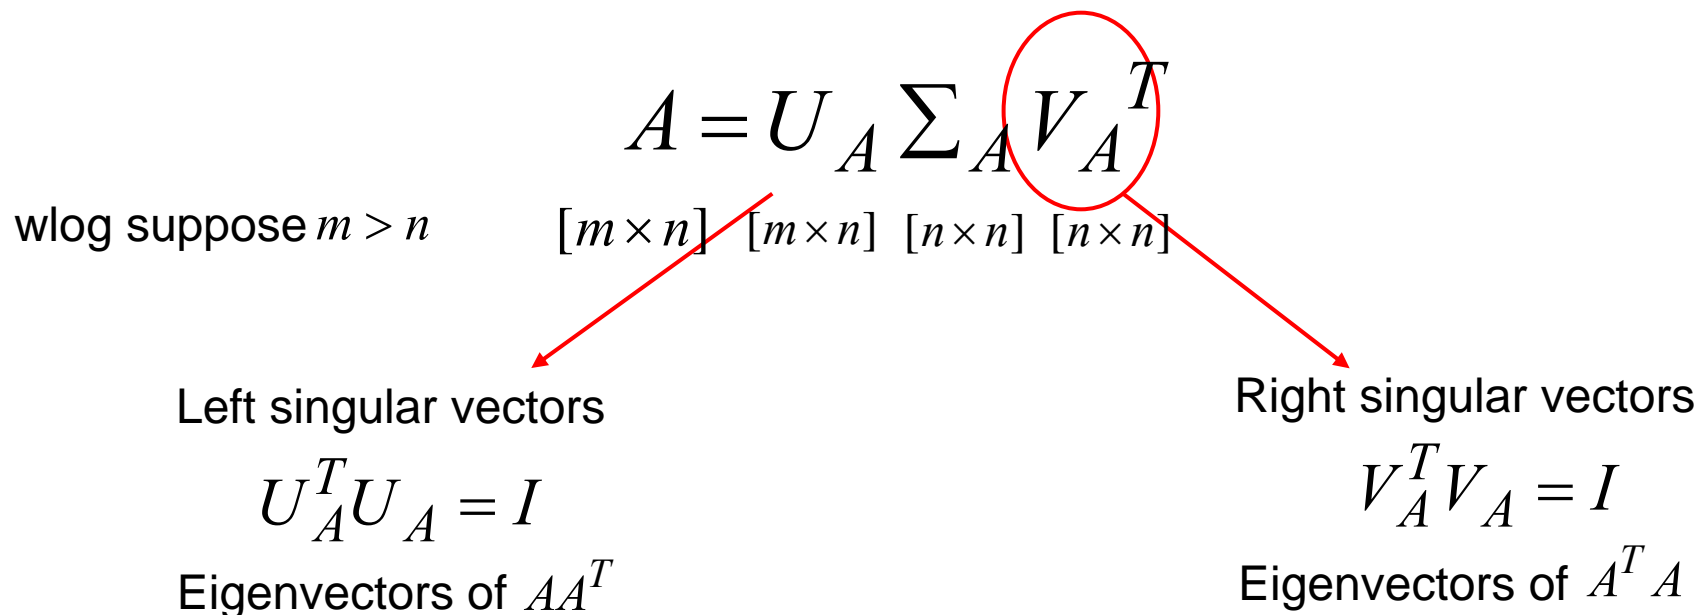 A = U_A Σ_A V_A^T
wlog suppose m > n [m × n] [m × n] [n × n] [n × n]
Left singular vectors
U_A^T U_A = I
Eigenvectors of AA^T
Right singular vectors
V_A^T V_A = I
Eigenvectors of A^T A